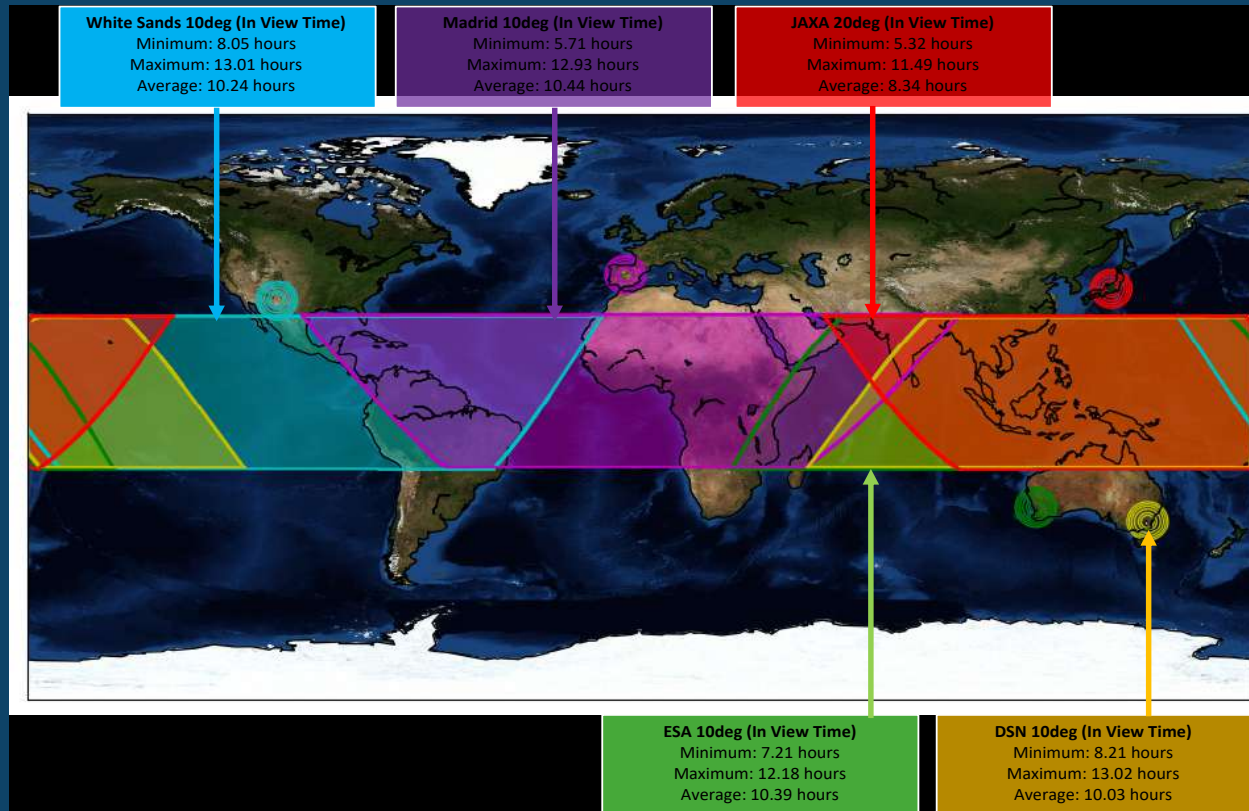 White Sands 10deg (In View Time)
Minimum: 8.05 hours
Maximum: 13.01 hours
Average: 10.24 hours
Madrid 10deg (In View Time)
Minimum: 5.71 hours
Maximum: 12.93 hours
Average: 10.44 hours
JAXA 20deg (In View Time)
Minimum: 5.32 hours
Maximum: 11.49 hours
Average: 8.34 hours
ESA 10deg (In View Time)
Minimum: 7.21 hours
Maximum: 12.18 hours
Average: 10.39 hours
DSN 10deg (In View Time)
Minimum: 8.21 hours
Maximum: 13.02 hours
Average: 10.03 hours